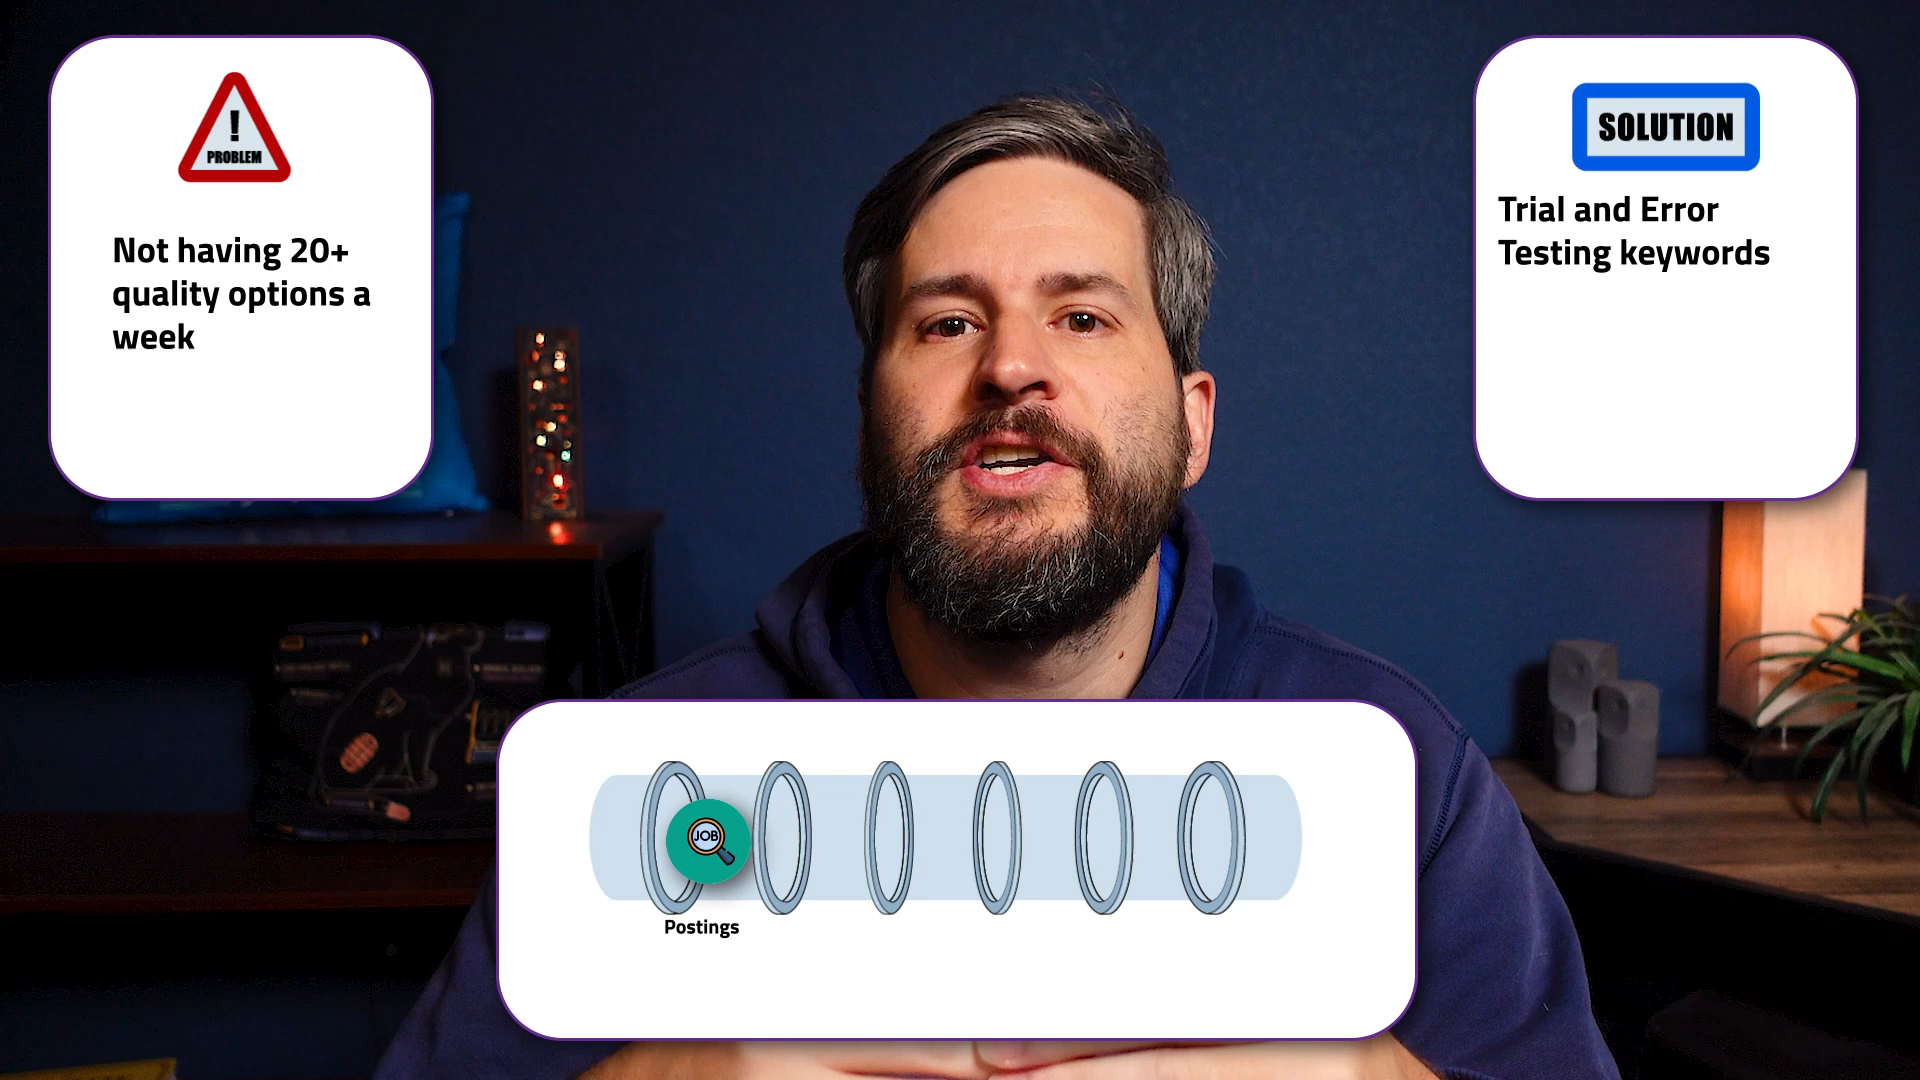 !
PROBLEM
Not having 20+
quality options a
week
SOLUTION
Trial and Error
Testing keywords
JOB
Postings